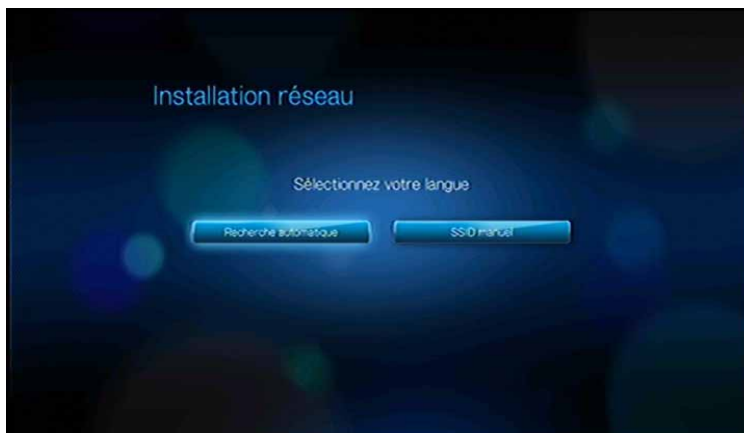 Installation réseau
Sélectionnez votre langue
Recherche automatique
SSID manuel